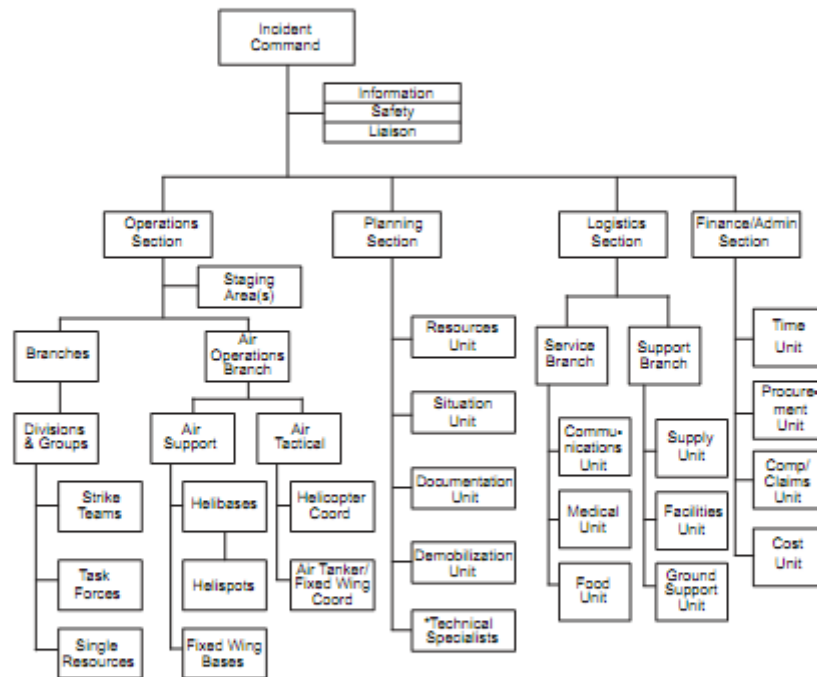 Incident
Command
Information
Safety
Liaison
Operations
Section
Planning
Section
Logistics
Section
Finance/Admin
Section
Staging
Area(s)
Branches
Air
Operations
Branch
Divisions
& Groups
Air
Support
Air
Tactical
Strike
Teams
Task
Forces
Single
Resources
Helibases
Helispots
Fixed Wing
Bases
Helicopter
Coord
Air Tanker/
Fixed Wing
Coord
Resources
Unit
Situation
Unit
Documentation
Unit
Demobilization
Unit
*Technical
Specialists
Service
Branch
Support
Branch
Commu-
nications
Unit
Medical
Unit
Food
Unit
Supply
Unit
Facilities
Unit
Ground
Support
Unit
Time
Unit
Procure-
ment
Unit
Comp/
Claims
Unit
Cost
Unit